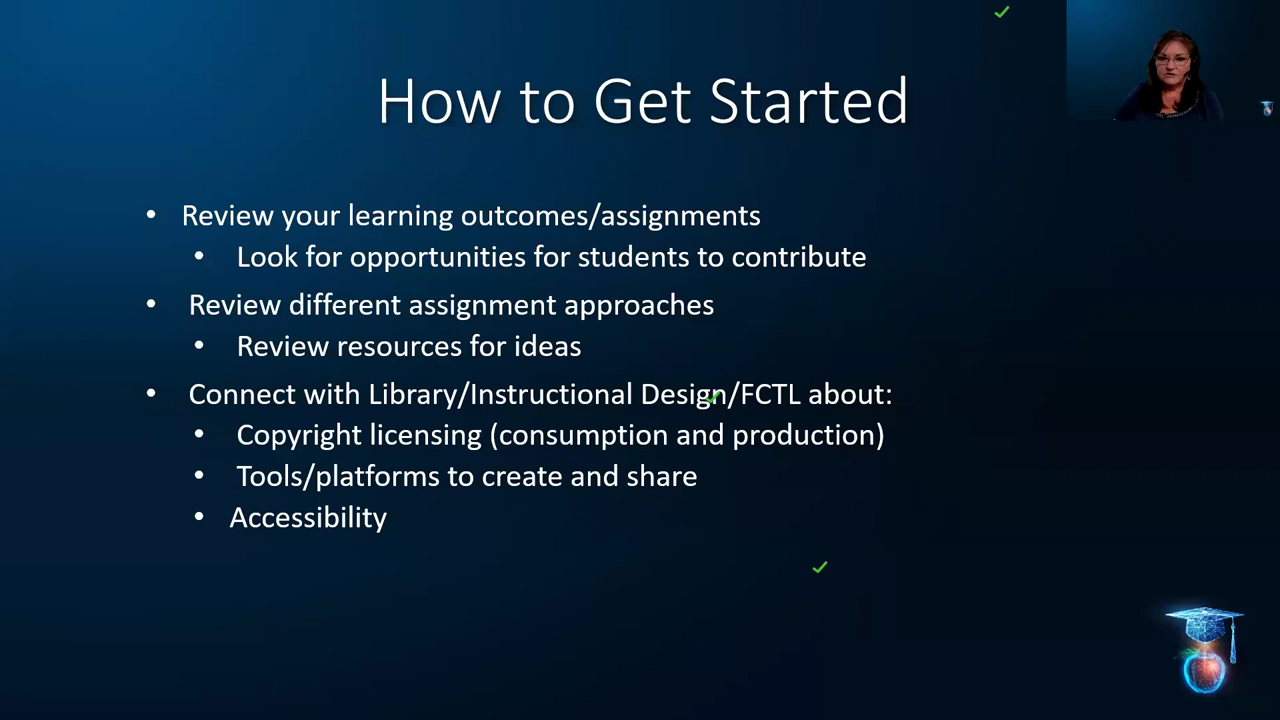 How to Get Started
• Review your learning outcomes/assignments
• Look for opportunities for students to contribute
• Review different assignment approaches
• Review resources for ideas
• Connect with Library/Instructional Design/FCTL about:
• Copyright licensing (consumption and production)
• Tools/platforms to create and share
• Accessibility